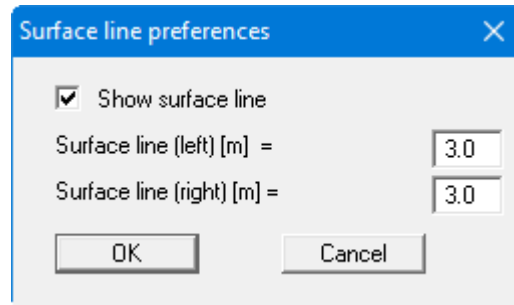 Surface line preferences
Show surface line
Surface line (left) [m] = 3.0
Surface line (right) [m] = 3.0
OK Cancel